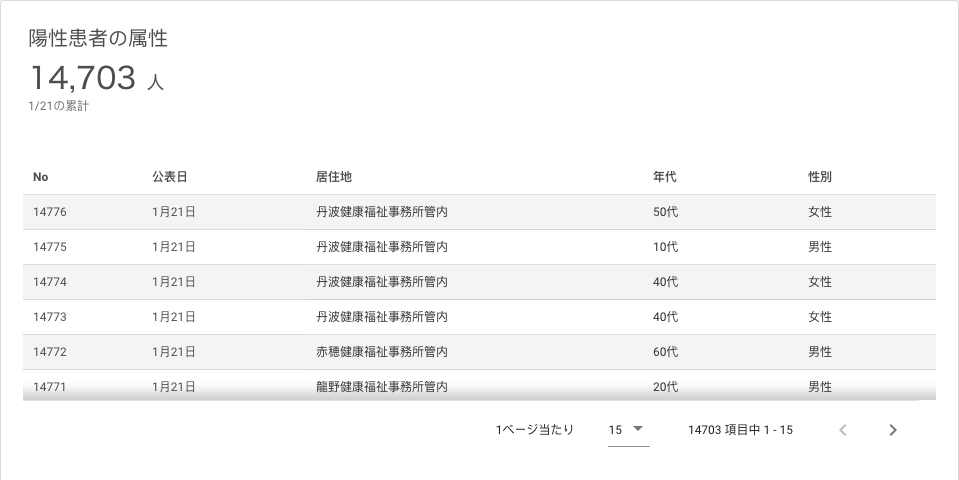 陽性患者の属性
14,703 人
1/21の累計
No 公表日 居住地 年代 性別
14776 1月21日 丹波健康福祉事務所管内 50代 女性
14775 1月21日 丹波健康福祉事務所管内 10代 男性
14774 1月21日 丹波健康福祉事務所管内 40代 女性
14773 1月21日 丹波健康福祉事務所管内 40代 女性
14772 1月21日 赤穂健康福祉事務所管内 60代 男性
14771 1月21日 龍野健康福祉事務所管内 20代 男性
1ページ当たり 15 14703 項目中 1 - 15